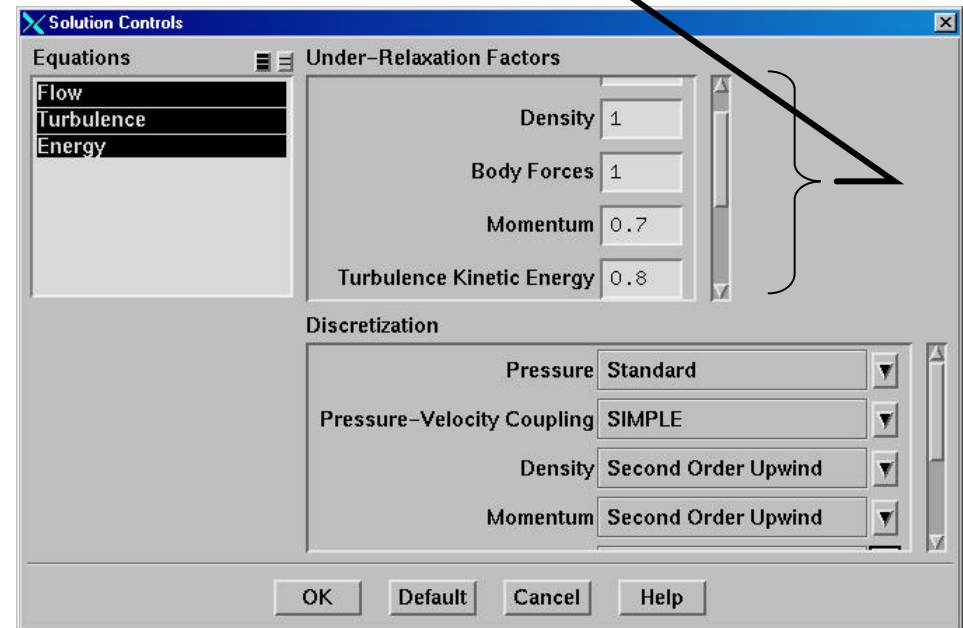 Solution Controls
Equations
Flow
Turbulence
Energy
Under-Relaxation Factors
Density 1
Body Forces 1
Momentum 0.7
Turbulence Kinetic Energy 0.8
Discretization
Pressure Standard
Pressure-Velocity Coupling SIMPLE
Density Second Order Upwind
Momentum Second Order Upwind
OK Default Cancel Help